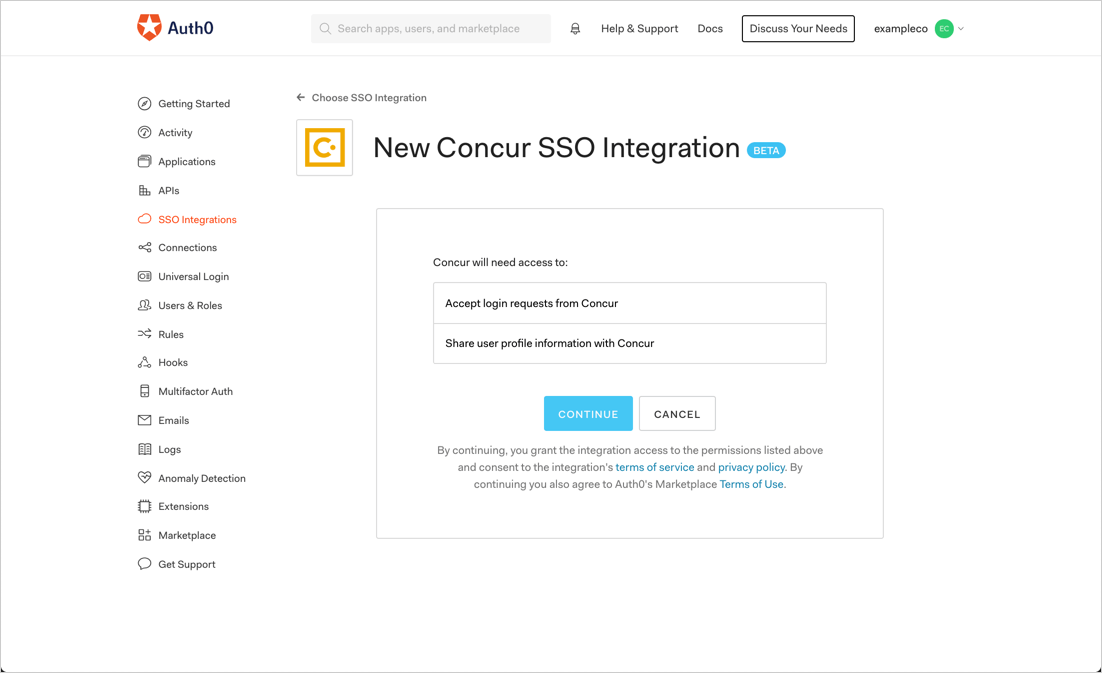 Auth0
Search apps, users, and marketplace
Help & Support
Docs
Discuss Your Needs
exampleco
EC
Getting Started
Activity
Applications
APIs
SSO Integrations
Connections
Universal Login
Users & Roles
Rules
Hooks
Multifactor Auth
Emails
Logs
Anomaly Detection
Extensions
Marketplace
Get Support
Choose SSO Integration
New Concur SSO Integration BETA
Concur will need access to:
Accept login requests from Concur
Share user profile information with Concur
CONTINUE
CANCEL
By continuing, you grant the integration access to the permissions listed above
and consent to the integration's terms of service and privacy policy. By
continuing you also agree to Auth0's Marketplace Terms of Use.